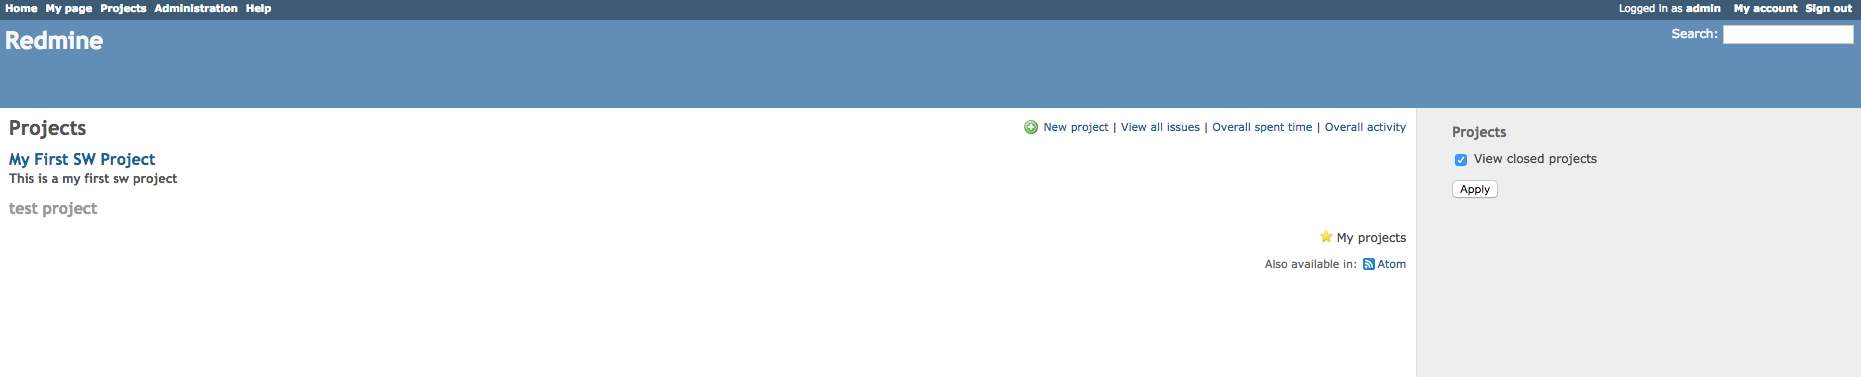 Home My page Projects Administration Help Logged in as admin My account Sign out
Redmine Search:
Projects New project | View all issues | Overall spent time | Overall activity
My First SW Project
This is a my first sw project
test project
My projects
Also available in: Atom
Projects
View closed projects
Apply